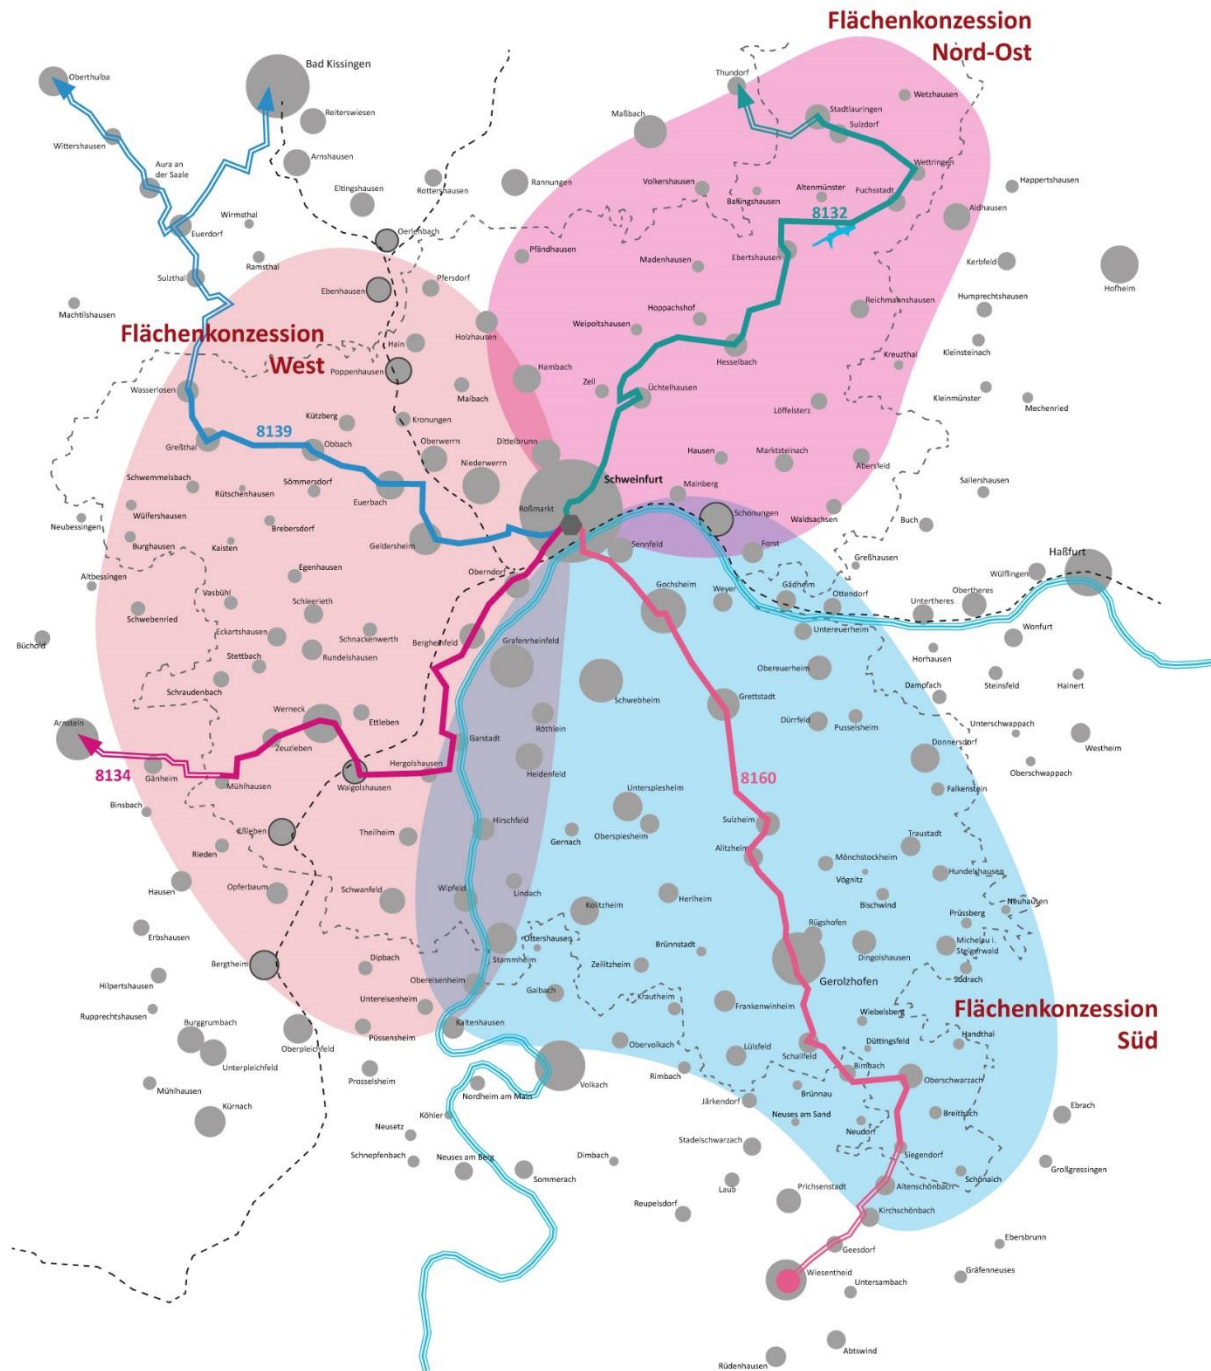 Flächenkonzession
Nord-Ost
Oberthulba
Bad Kissingen
Thundorf
Wetzhausen
Stadtlauringen
Reiterswiesen
Maßbach
Sulzdorf
Wittershausen
Arnshausen
Aura an
der Saale
Wettringen
Eltingshausen
Rottershausen
Rannungen
Volkershausen
Ballingshausen
Altenmünster
Fuchsstadt
Happertshausen
8132
Aidhausen
Wirmsthal
Euerdorf
Oerlenbach
Pfändhausen
Madenhausen
Ebertshausen
Kerbfeld
Ramsthal
Sulzthal
Hofheim
Ebenhausen
Pfersdorf
Machtilshausen
Hoppachshof
Reichmannshausen
Humprechtshausen
Flächenkonzession
West
Weipoltshausen
Holzhausen
Hain
Kleinsteinach
Poppenhausen
Hesselbach
Kreuzthal
Hambach
Wasserlosen
Maibach
Zell
Üchtelhausen
Kleinmünster
Mechenried
Löffelsterz
Kützberg
Kronungen
8139
Greßthal
Obbach
Oberwerrn
Dittelbrunn
Hausen
Marktsteinach
Abersfeld
Niederwerrn
Schweinfurt
Schwemmelsbach
Sömmersdorf
Rütschenhausen
Euerbach
Mainberg
Sailershausen
Wülfershausen
Roßmarkt
Schonungen
Waldsachsen
Neubessingen
Brebersdorf
Buch
Burghausen
Kaisten
Geldersheim
Sennfeld
Forst
Greßhausen
Haßfurt
Egenhausen
Oberndorf
Altbessingen
Wülflingen
Gochsheim
Gädheim
Vasbühl
Weyer
Ottendorf
Obertheres
Untertheres
Schleerieth
Schwebenried
Büchold
Eckartshausen
Schnackenwerth
Bergrheinfeld
Grafenrheinfeld
Untereuerheim
Wonfurt
Rundelshausen
Horhausen
Stettbach
Obereuerheim
Schraudenbach
Schwebheim
Dampfach
Steinsfeld
Hainert
Grettstadt
Werneck
Ettleben
Röthlein
Dürrfeld
Pusselsheim
Unterschwappach
Arnstein
Zeuzleben
Garstadt
Donnersdorf
Westheim
Hergolshausen
Oberschwappach
8134
Gänheim
Mühlhausen
Waigolshausen
Heidenfeld
8160
Unterspiesheim
Falkenstein
Binsbach
Eßleben
Hirschfeld
Sulzheim
Theilheim
Oberspiesheim
Gernach
Traustadt
Rieden
Alitzheim
Mönchstockheim
Vögnitz
Hundelshausen
Hausen
Opferbaum
Schwanfeld
Wipfeld
Lindach
Herlheim
Bischwind
Kolitzheim
Neuhausen
Prüssberg
Erbshausen
Rügshofen
Ottershausen
Brünnstadt
Michelau i.
Steigerwald
Dingolshausen
Stammheim
Bergtheim
Dipbach
Zeilitzheim
Hilpertshausen
Obereisenheim
Gerolzhofen
Sudrach
Gaibach
Rupprechtshausen
Untereisenheim
Krautheim
Frankenwinheim
Wiebelsberg
Flächenkonzession
Süd
Burggrumbach
Püssensheim
Kaltenhausen
Handthal
Oberpleichfeld
Obervolkach
Düttingsfeld
Lülsfeld
Schallfeld
Unterpleichfeld
Bimbach
Prosselsheim
Volkach
Rimbach
Oberschwarzach
Mühlhausen
Nordheim am Main
Brünnau
Järkendorf
Kürnach
Köhler
Breitbach
Ebrach
Neuses am Sand
Neusetz
Neudorf
Stadelschwarzach
Schnepfenbach
Neuses am Berg
Dimbach
Siegendorf
Großgressingen
Sommerach
Schönaich
Laub
Altenschönbach
Prichsenstadt
Reupelsdorf
Kirchschönbach
Geesdorf
Ebersbrunn
Wiesentheid
Gräfenneuses
Untersambach
Abtswind
Rüdenhausen